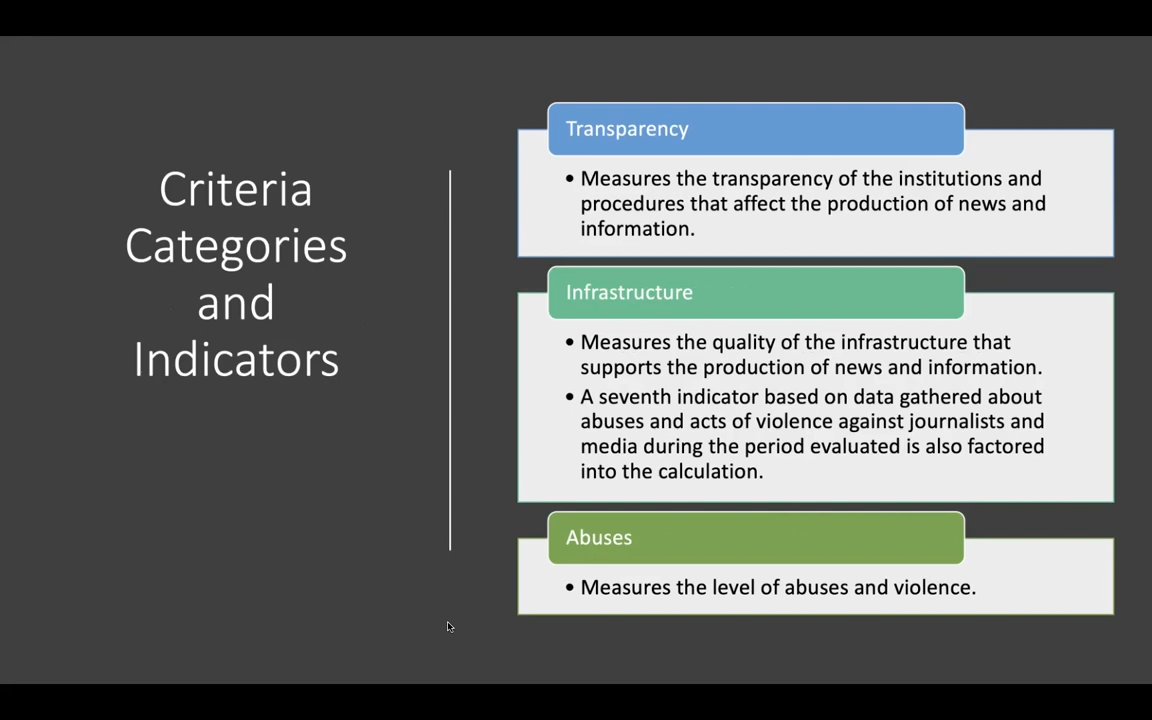 Criteria
Categories
and
Indicators
Transparency
• Measures the transparency of the institutions and
procedures that affect the production of news and
information.
Infrastructure
• Measures the quality of the infrastructure that
supports the production of news and information.
• A seventh indicator based on data gathered about
abuses and acts of violence against journalists and
media during the period evaluated is also factored
into the calculation.
Abuses
• Measures the level of abuses and violence.